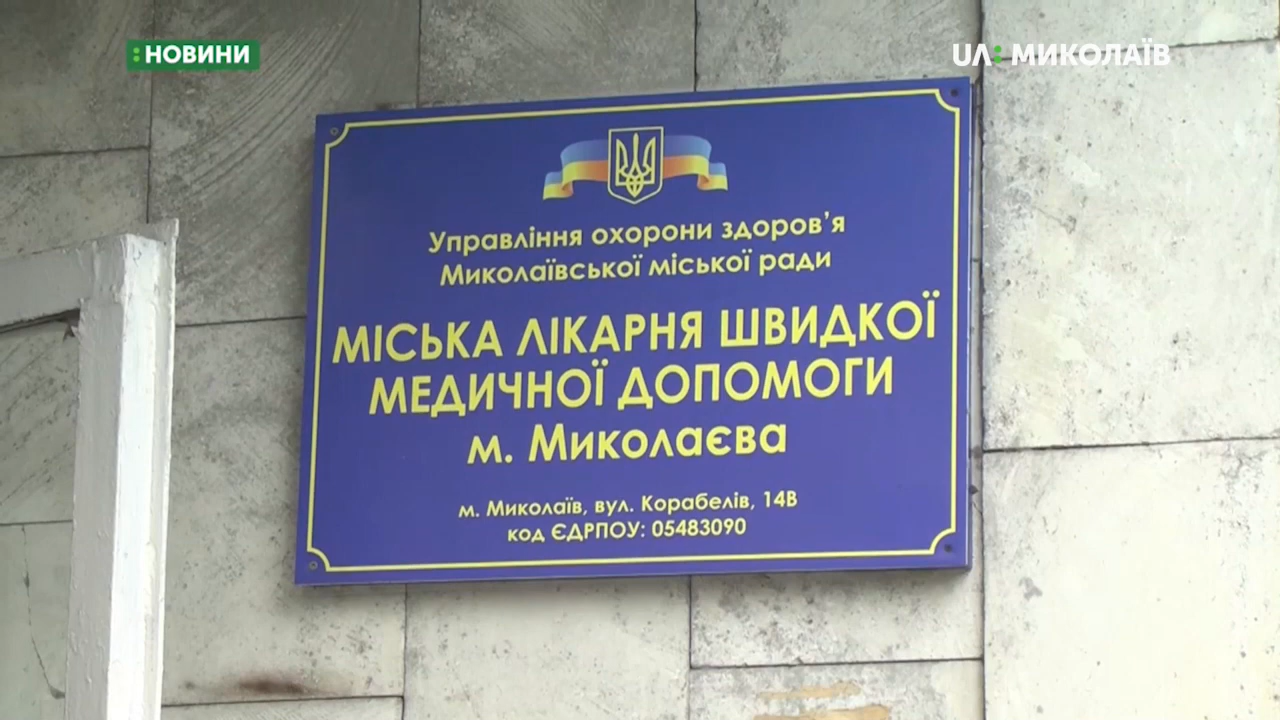 :НОВИНИ
UA: МИКОЛАЇВ
Управління охорони здоров’я
Миколаївської міської ради
МІСЬКА ЛІКАРНЯ ШВИДКОЇ
МЕДИЧНОЇ ДОПОМОГИ
м. Миколаєва
м. Миколаїв, вул. Корабелів, 14В
код ЄДРПОУ: 05483090